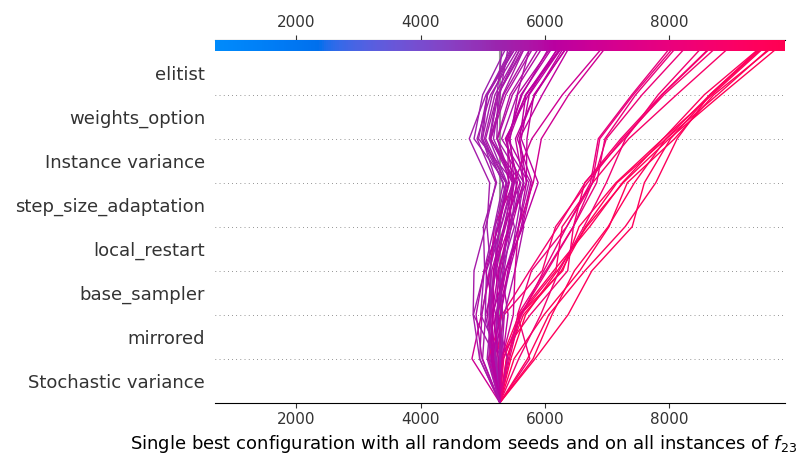 2000 4000 6000 8000
elitist
weights_option
Instance variance
step_size_adaptation
local_restart
base_sampler
mirrored
Stochastic variance
2000 4000 6000 8000
Single best configuration with all random seeds and on all instances of f₂₃